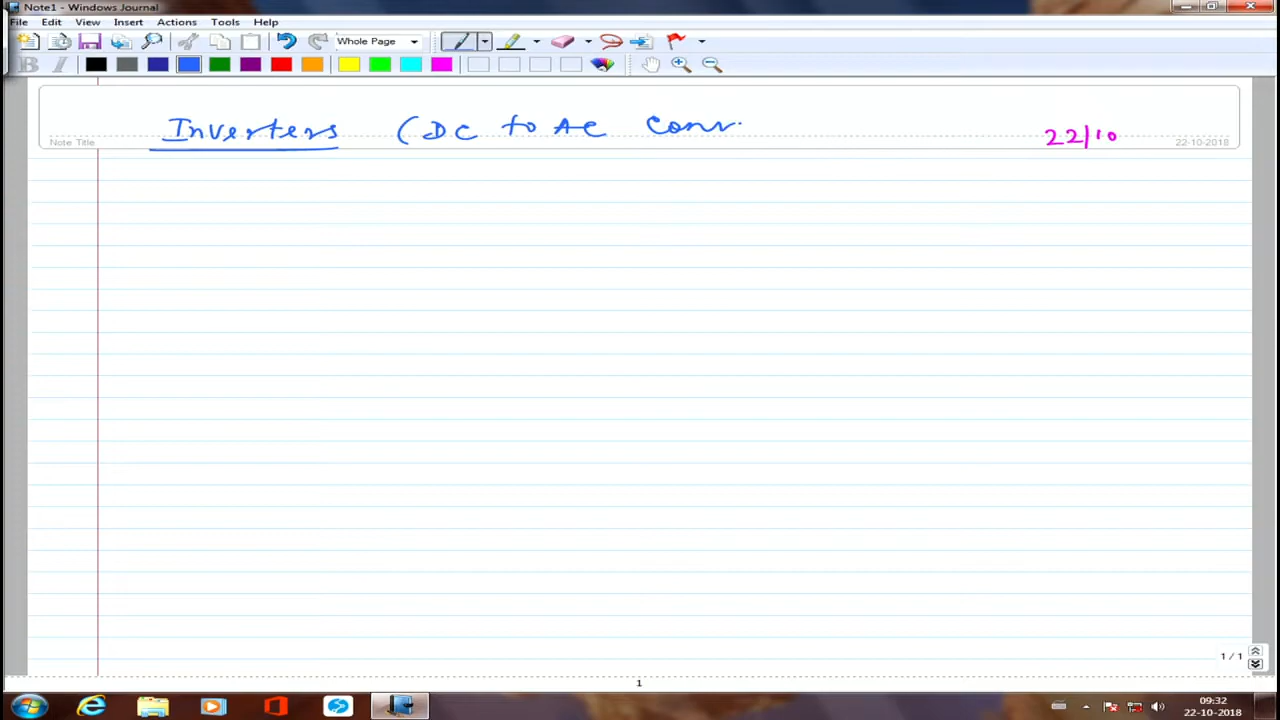 Note1 - Windows Journal
File Edit View Insert Actions Tools Help
Whole Page
B I
Inverters (DC to AC conv.
22/10
Note Title
22-10-2018
1 / 1
1
09:32
22-10-2018